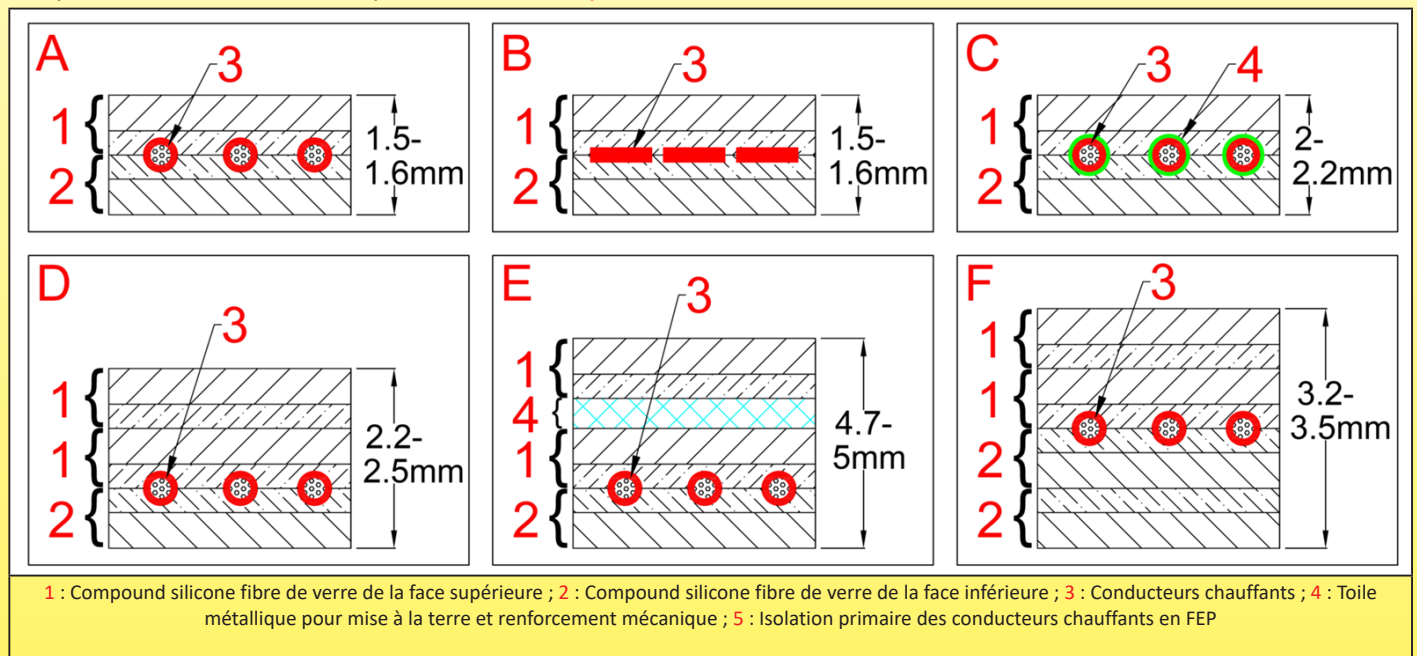 A
3
1
2
1.5-
1.6mm
B
3
1
2
1.5-
1.6mm
C
3
4
1
2
2-
2.2mm
D
3
1
1
2
2.2-
2.5mm
E
3
1
4
1
2
4.7-
5mm
F
3
1
1
2
2
3.2-
3.5mm
1 : Compound silicone fibre de verre de la face supérieure ; 2 : Compound silicone fibre de verre de la face inférieure ; 3 : Conducteurs chauffants ; 4 : Toile
métallique pour mise à la terre et renforcement mécanique ; 5 : Isolation primaire des conducteurs chauffants en FEP